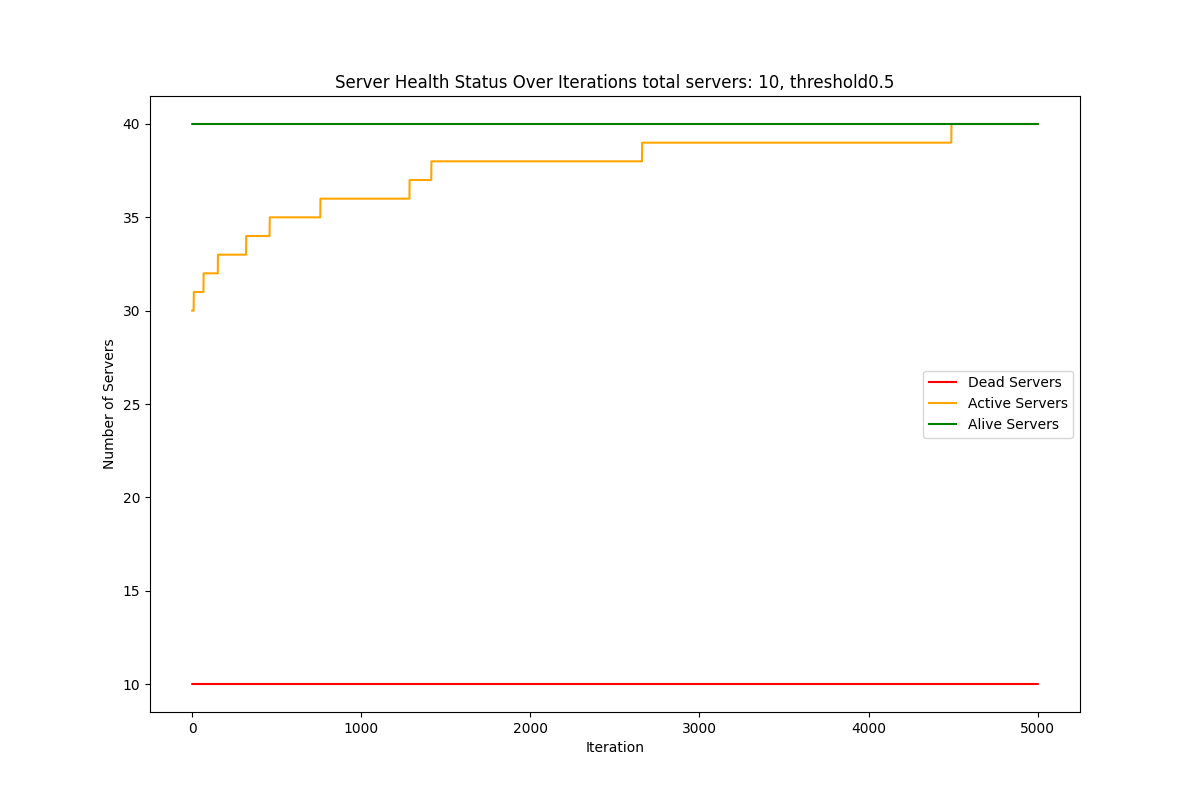 Server Health Status Over Iterations total servers: 10, threshold0.5
40
35
30
25
20
15
10
Number of Servers
Dead Servers
Active Servers
Alive Servers
0 1000 2000 3000 4000 5000
Iteration